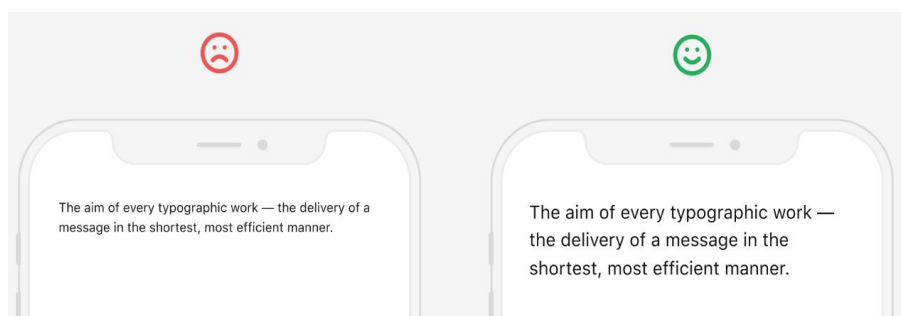 The aim of every typographic work — the delivery of a
message in the shortest, most efficient manner.
The aim of every typographic work —
the delivery of a message in the
shortest, most efficient manner.